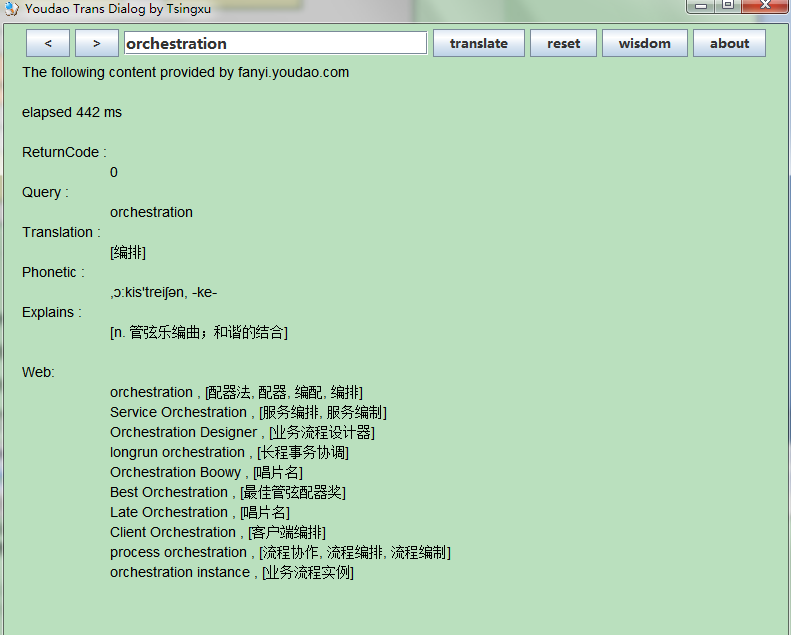 Youdao Trans Dialog by Tsingxu
< > orchestration translate reset wisdom about
The following content provided by fanyi.youdao.com
elapsed 442 ms
ReturnCode :
0
Query :
orchestration
Translation :
[编排]
Phonetic :
,ɔ:kis'treiʃən, -ke-
Explains :
[n. 管弦乐编曲；和谐的结合]
Web:
orchestration , [配器法, 配器, 编配, 编排]
Service Orchestration , [服务编排, 服务编制]
Orchestration Designer , [业务流程设计器]
longrun orchestration , [长程事务协调]
Orchestration Boowy , [唱片名]
Best Orchestration , [最佳管弦配器奖]
Late Orchestration , [唱片名]
Client Orchestration , [客户端编排]
process orchestration , [流程协作, 流程编排, 流程编制]
orchestration instance , [业务流程实例]